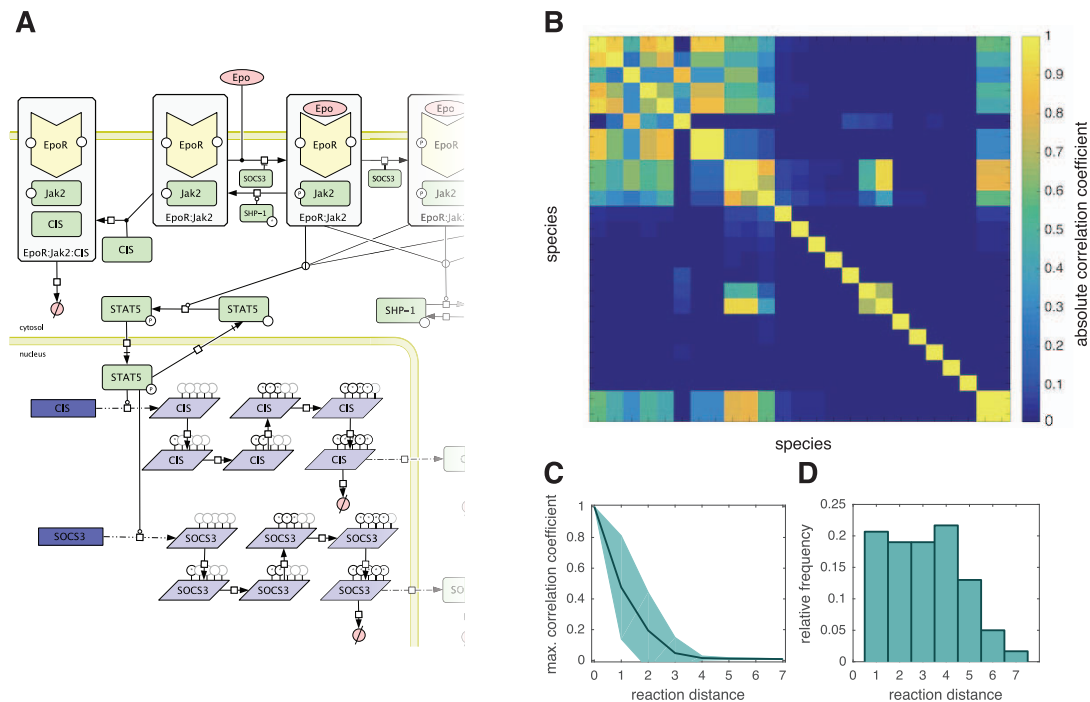 A
Epo
Epo
Epo
EpoR
EpoR
EpoR
EpoR
P
SOCS3
SOCS3
Jak2
Jak2
Jak2
Jak2
P
P
CIS
EpoR:Jak2
SHP-1
EpoR:Jak2
EpoR:Jak2
EpoR:Jak2:CIS
CIS
STAT5
P
STAT5
SHP-1
cytosol
nucleus
STAT5
P
CIS
CIS
CIS
CIS
CIS
CIS
CIS
SOCS3
SOCS3
SOCS3
SOCS3
SOCS3
SOCS3
SOCS3
SO
B
species
species
1
0.9
0.8
0.7
0.6
0.5
0.4
0.3
0.2
0.1
0
absolute correlation coefficient
C
max. correlation coefficient
1
0.8
0.6
0.4
0.2
0
0 1 2 3 4 5 6 7
reaction distance
D
relative frequency
0.25
0.2
0.15
0.1
0.05
0
1 2 3 4 5 6 7
reaction distance